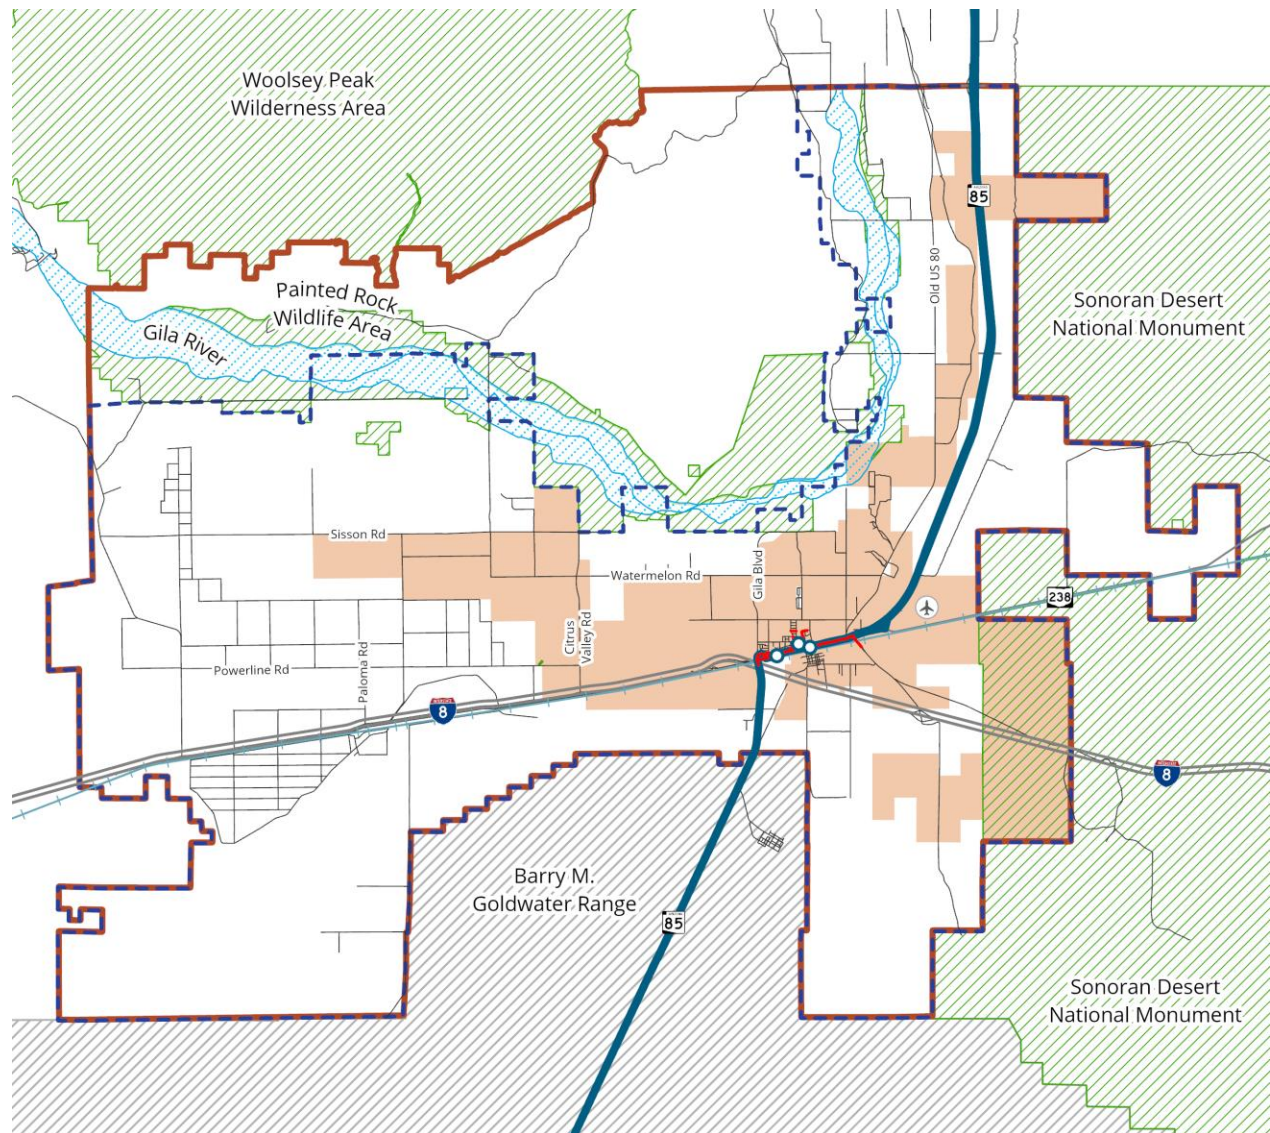 Woolsey Peak
Wilderness Area
85
Old US 80
Painted Rock
Wildlife Area
Gila River
Sonoran Desert
National Monument
Sisson Rd
Watermelon Rd
Gila Blvd
238
Citrus
Valley Rd
Paloma Rd
Powerline Rd
8
8
Barry M.
Goldwater Range
85
Sonoran Desert
National Monument